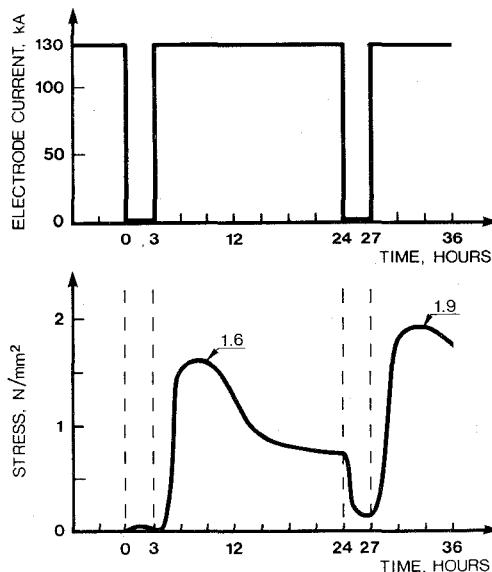 ELECTRODE CURRENT, kA
130
100
50
0
0 3 12 24 27 36
TIME, HOURS
STRESS, N/mm²
2
1
0
1.6
1.9
0 3 12 24 27 36
TIME, HOURS